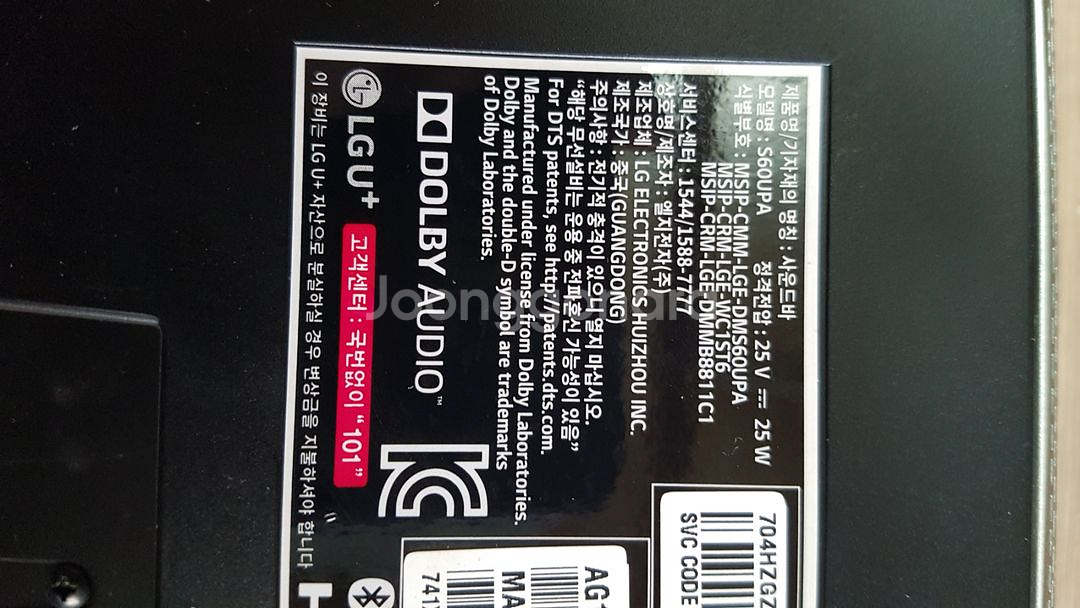 제품명/기자재의 명칭 : 사운드바
모델명 : S60UPA 정격전압 : 25 V ⎓ 25 W
식별부호 : MSIP-CMM-LGE-DMS60UPA
MSIP-CRM-LGE-WC1ST6
MSIP-CRM-LGE-DMMB8811C1
서비스센터 : 1544/1588-7777
상호명/제조자 : 엘지전자(주)
제조업체 : LG ELECTRONICS HUIZHOU INC.
제조국가 : 중국(GUANGDONG)
주의사항 : 전기적 충격이 있으니 열지 마십시오.
“해당 무선설비는 운용 중 전파혼신 가능성이 있음”
For DTS patents, see http://patents.dts.com.
Manufactured under license from Dolby Laboratories.
Dolby and the double-D symbol are trademarks
of Dolby Laboratories.
DOLBY AUDIO™
LG U+ 고객센터 : 국번없이 “ 101 ”
이 장비는 LG U+ 자산으로 분실하실 경우 변상금을 지불하셔야 합니다.
704HZGZ
SVC CODE
AG1
MA
741
H